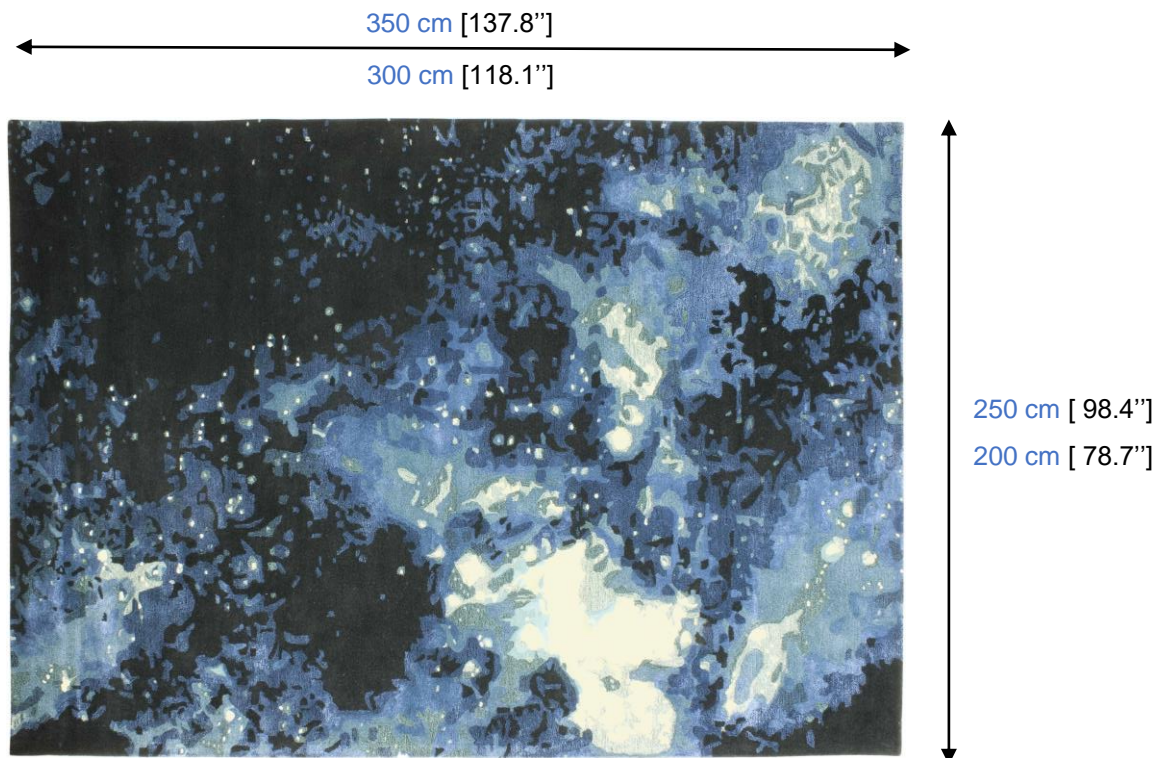 350 cm [137.8’’]
300 cm [118.1’’]
250 cm [ 98.4’’]
200 cm [ 78.7’’]